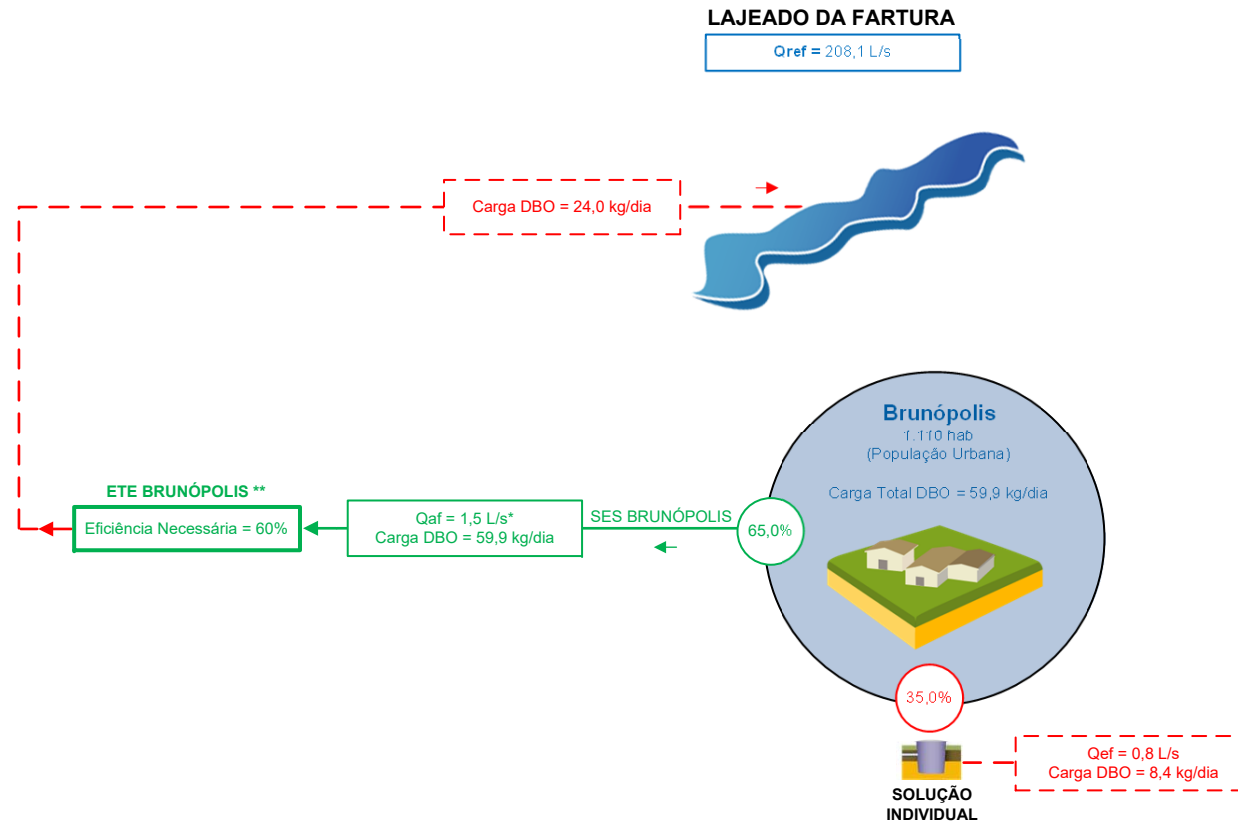 LAJEADO DA FARTURA
Qref = 208,1 L/s
Carga DBO = 24,0 kg/dia
Brunópolis
1.110 hab
(População Urbana)
Carga Total DBO = 59,9 kg/dia
ETE BRUNÓPOLIS **
Eficiência Necessária = 60%
Qaf = 1,5 L/s*
Carga DBO = 59,9 kg/dia
SES BRUNÓPOLIS
65,0%
35,0%
Qef = 0,8 L/s
Carga DBO = 8,4 kg/dia
SOLUÇÃO
INDIVIDUAL